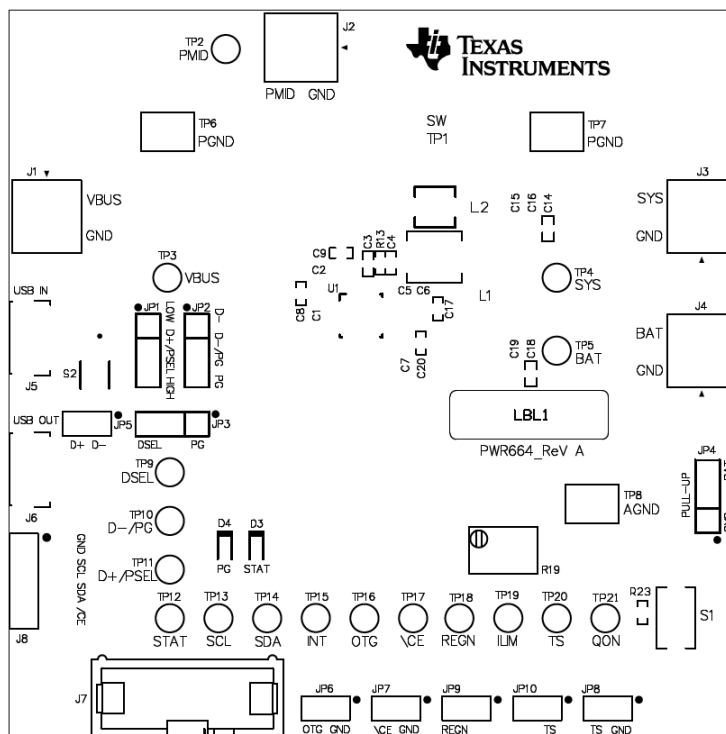 J2
TP2
PMID
TEXAS
INSTRUMENTS
PMID GND
TP6
PGND
SW
TP1
TP7
PGND
J1
VBUS
GND
L2
C15
C16
C14
J3
SYS
GND
C9
C2
C3
R13
C4
TP3
VBUS
U1
C5 C6
L1
TP4
SYS
USB IN
JP1
JP2
LOW D+/PSEL HIGH
D- D-/PG PG
C8
C1
C17
J4
BAT
GND
S2
J5
C7
C20
TP5
BAT
C19
C18
USB OUT
D+ D-
JP5
DSEL
PG
JP3
LBL1
PWR664_ReV A
TP9
DSEL
JP4
PULL-UP
TP8
AGND
J6
TP10
D-/PG
D4
PG
D3
STAT
R19
TP11
D+/PSEL
GND SCL SDA /CE
J8
TP12
STAT
TP13
SCL
TP14
SDA
TP15
INT
TP16
OTG
TP17
\CE
TP18
REGN
TP19
ILIM
TP20
TS
TP21
QON
R23
S1
J7
JP6
OTG GND
JP7
\CE GND
JP9
REGN
JP10
TS
JP8
TS GND